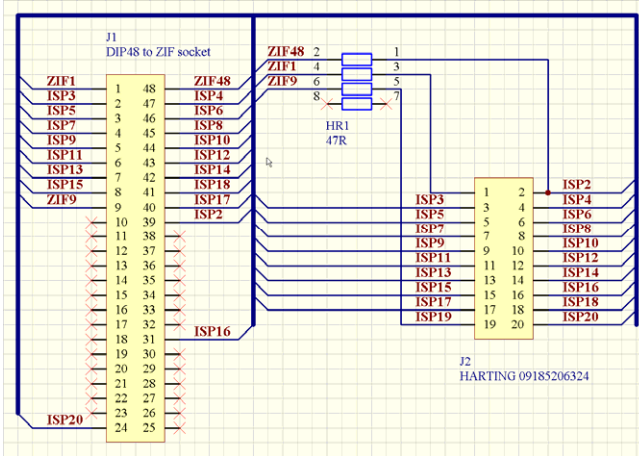 J1
DIP48 to ZIF socket
ZIF48 2 1
ZIF1 4 3
ZIF9 6 5
8 7
HR1
47R
ZIF1 1 48 ZIF48
ISP3 2 47 ISP4
ISP5 3 46 ISP6
ISP7 4 45 ISP8
ISP9 5 44 ISP10
ISP11 6 43 ISP12
ISP13 7 42 ISP14
ISP15 8 41 ISP18
ZIF9 9 40 ISP17
10 39 ISP2
11 38
12 37
13 36
14 35
15 34
16 33
17 32
18 31 ISP16
19 30
20 29
21 28
22 27
23 26
ISP20 24 25
1 2 ISP2
ISP3 3 4 ISP4
ISP5 5 6 ISP6
ISP7 7 8 ISP8
ISP9 9 10 ISP10
ISP11 11 12 ISP12
ISP13 13 14 ISP14
ISP15 15 16 ISP16
ISP17 17 18 ISP18
ISP19 19 20 ISP20
J2
HARTING 09185206324